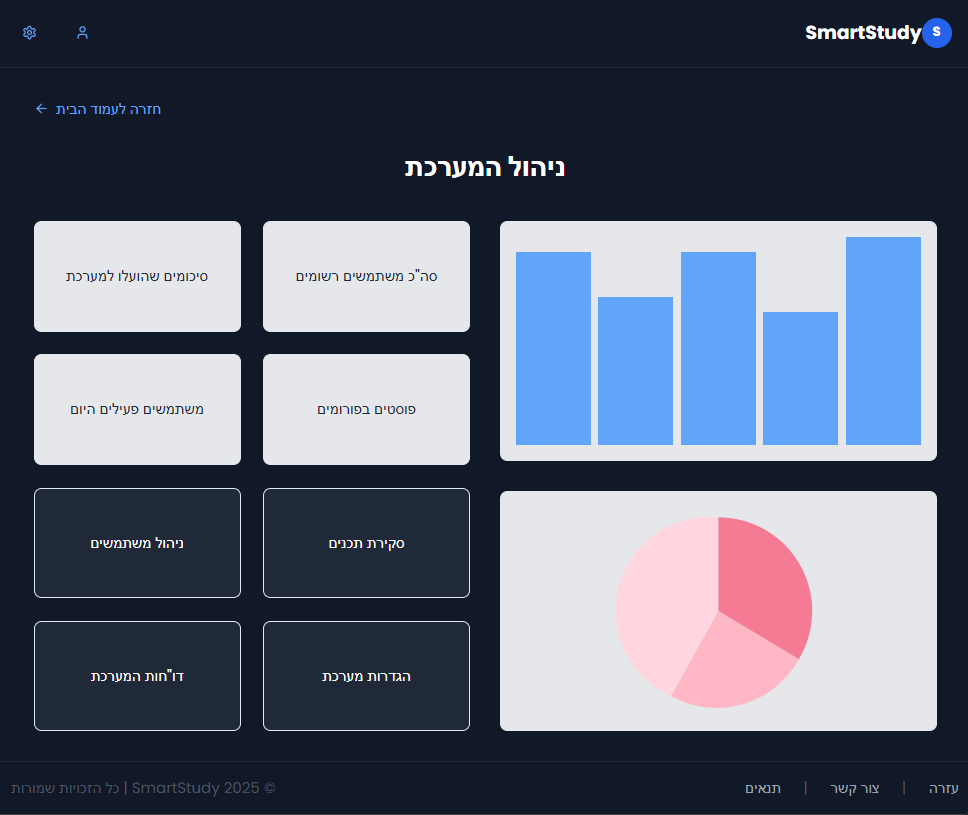 SmartStudy S
חזרה לעמוד הבית ←
ניהול המערכת
סה"כ משתמשים רשומים
סיכומים שהועלו למערכת
פוסטים בפורומים
משתמשים פעילים היום
סקירת תכנים
ניהול משתמשים
הגדרות מערכת
דו"חות המערכת
עזרה | צור קשר | תנאים
© 2025 SmartStudy | כל הזכויות שמורות